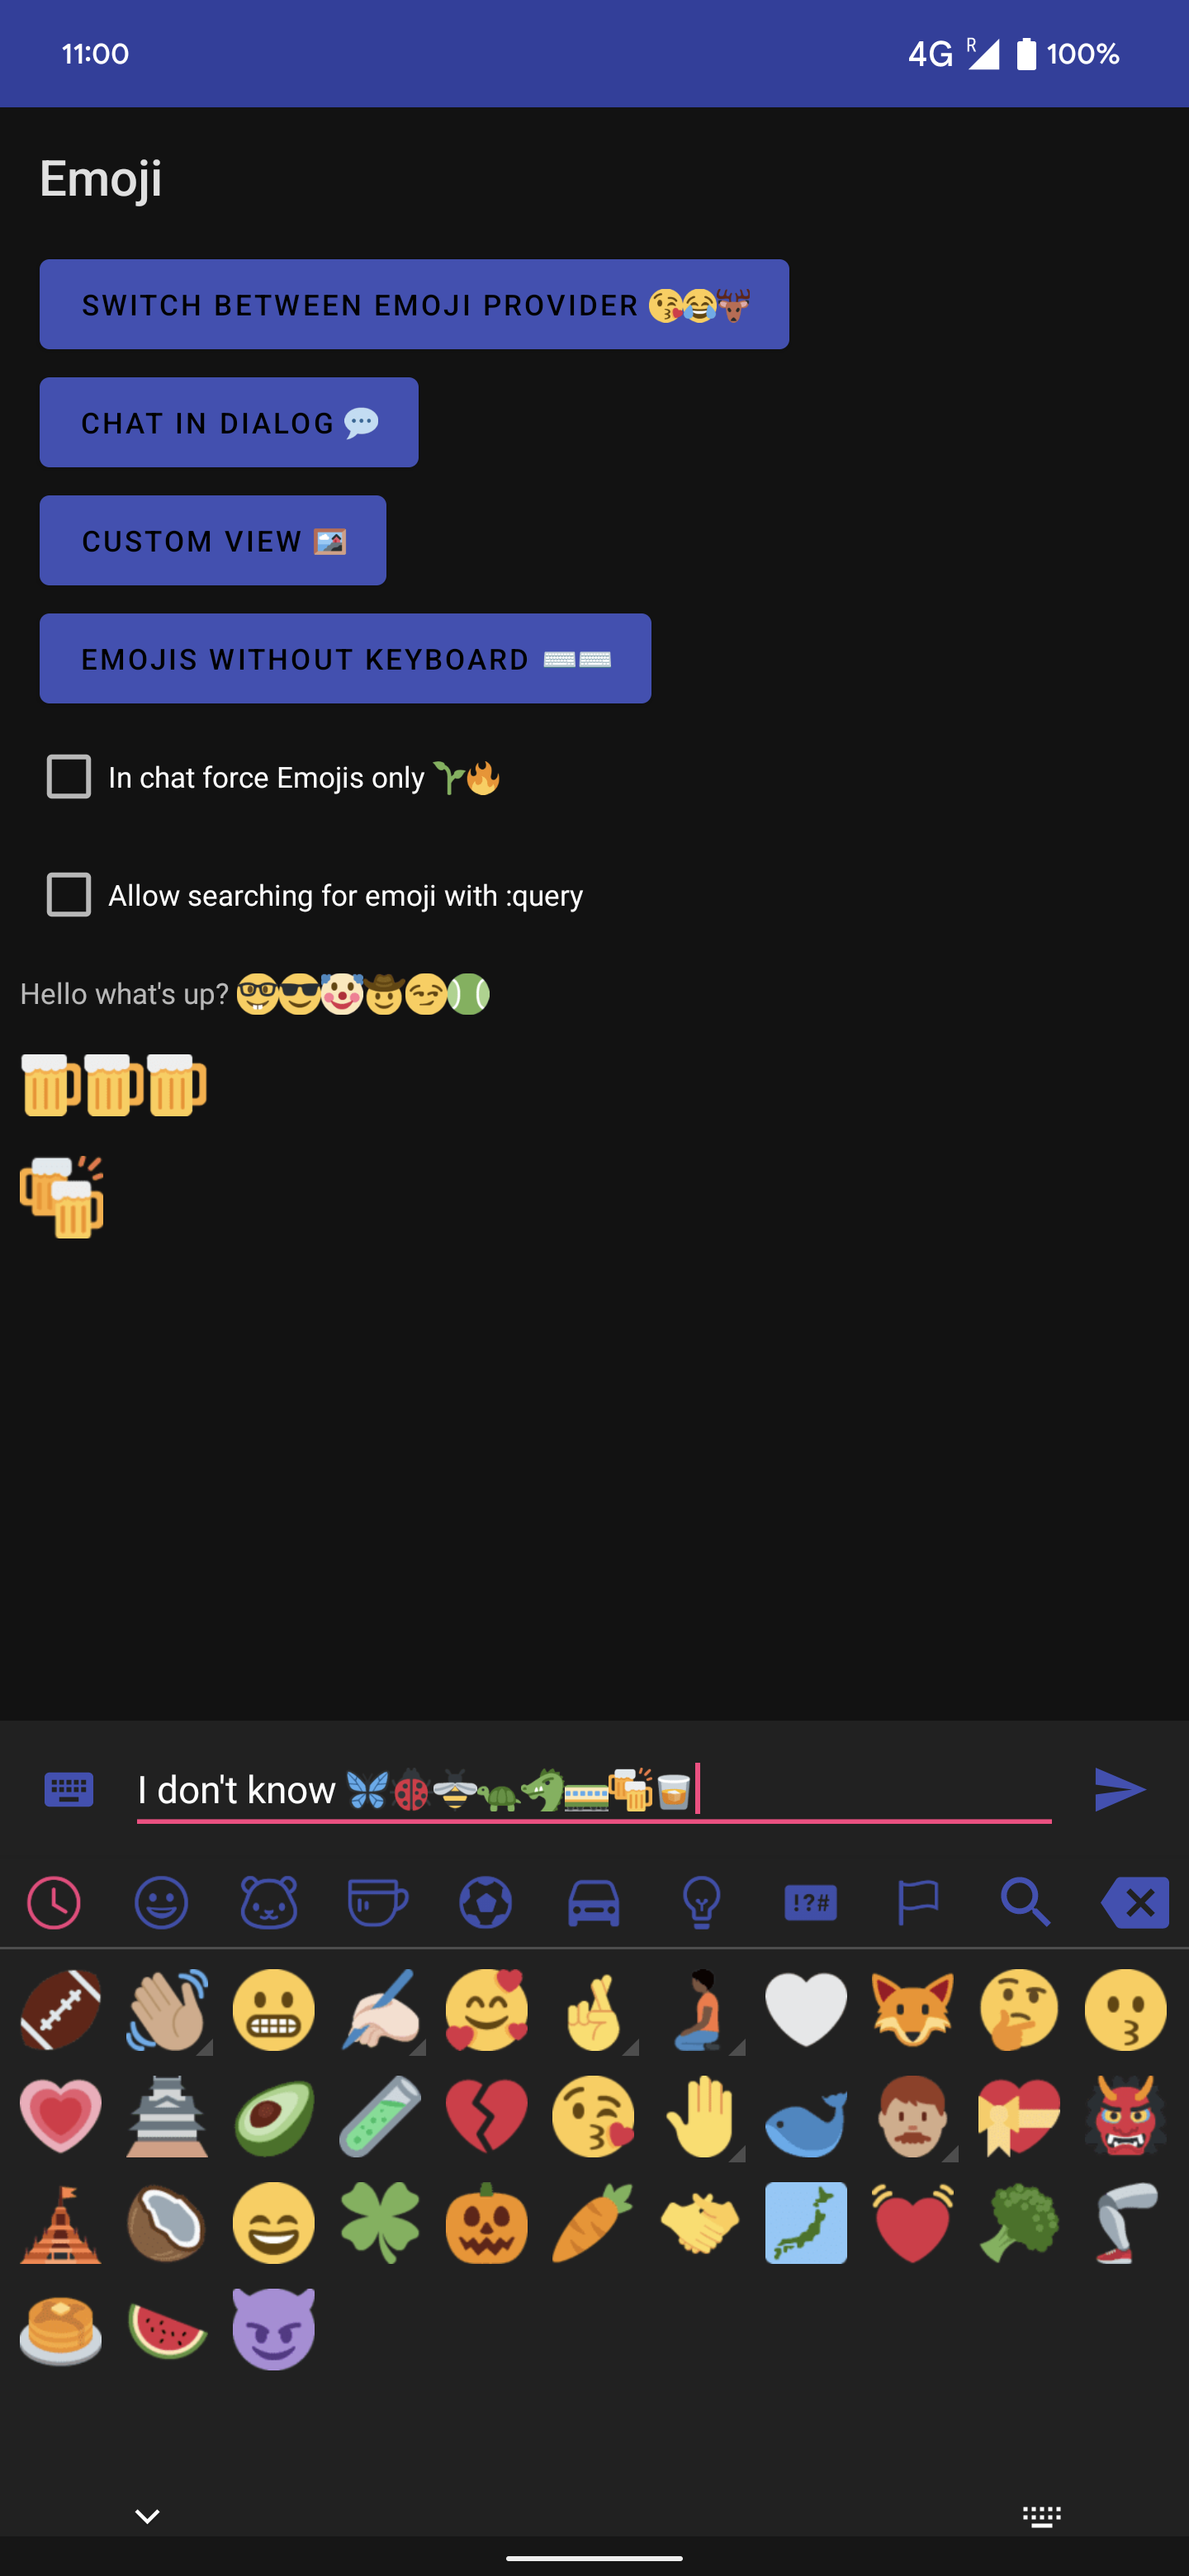 11:00 4G R 100%
Emoji
SWITCH BETWEEN EMOJI PROVIDER 😘😂🦌
CHAT IN DIALOG 💬
CUSTOM VIEW 🖼️
EMOJIS WITHOUT KEYBOARD ⌨️⌨️
In chat force Emojis only 🌱🔥
Allow searching for emoji with :query
Hello what's up? 🤓😎🤡🤠😏🎾
🍺🍺🍺
🍻
I don't know 🦋🐞🐝🐢🐲🚃🍻🥃
!?#